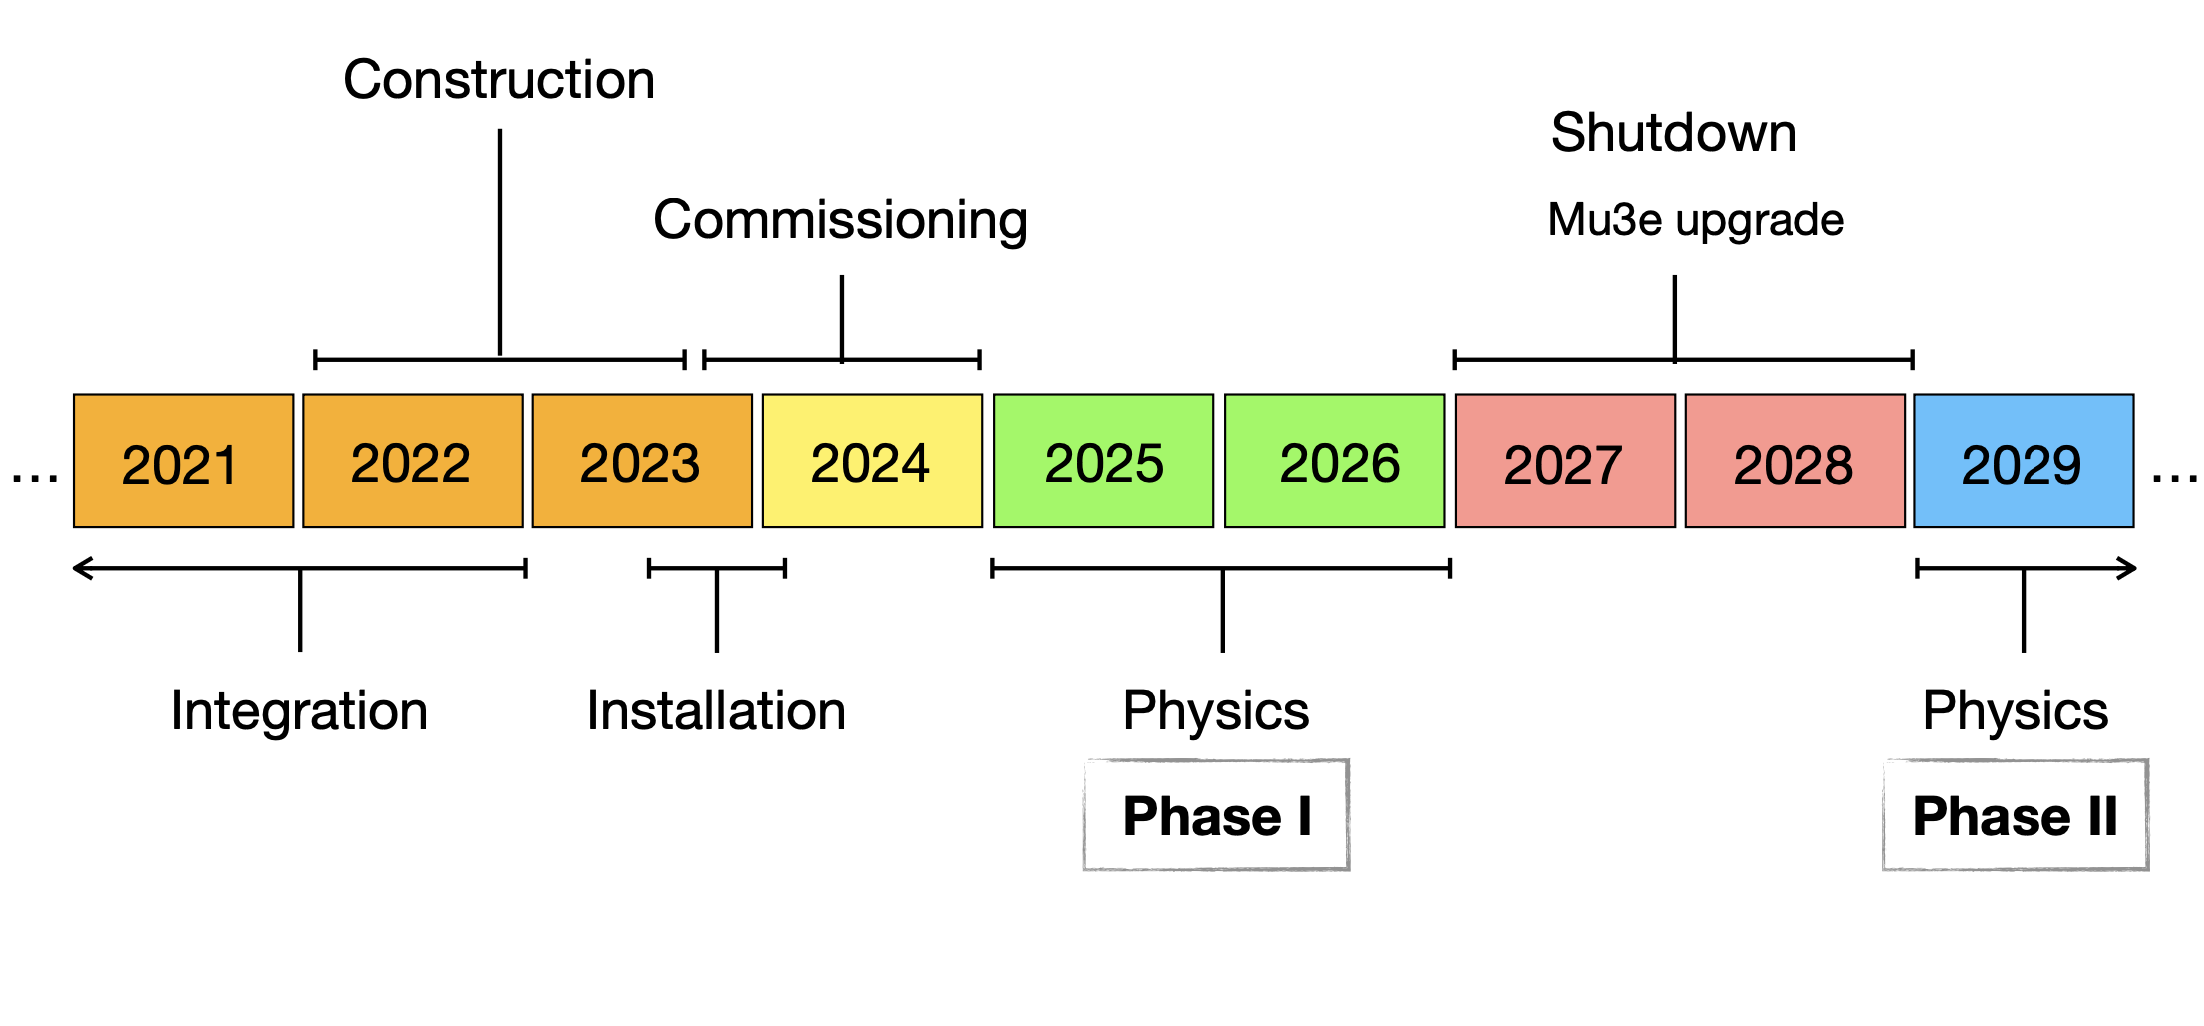 Construction
Shutdown
Commissioning
Mu3e upgrade
... 2021 2022 2023 2024 2025 2026 2027 2028 2029 ...
Integration Installation Physics Physics
Phase I Phase II